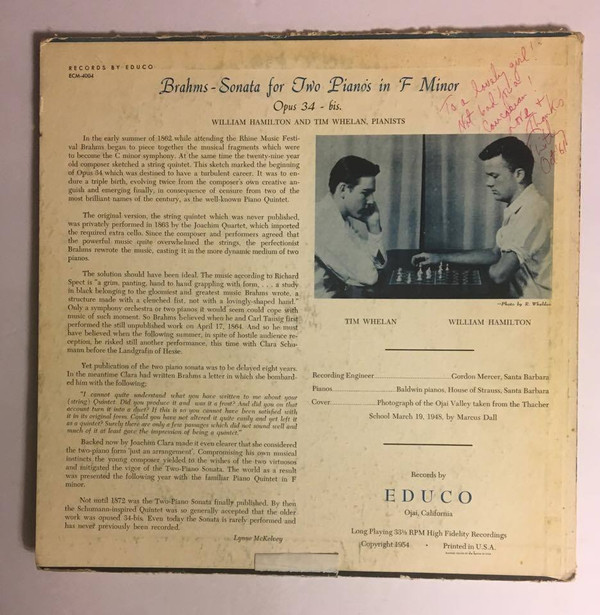 RECORDS BY EDUCO
ECM-4004
Brahms - Sonata for Two Pianos in F Minor
Opus 34 - bis.
WILLIAM HAMILTON AND TIM WHELAN, PIANISTS
To a lovely girl!
Not bad for a
In the early summer of 1862 while attending the Rhine Music Festi-
val Brahms began to piece together the musical fragments which were
to become the C minor symphony. At the same time the twenty-nine year
old composer sketched a string quintet. This sketch marked the beginning
of Opus 34 which was destined to have a turbulent career. It was to en-
dure a triple birth, evolving twice from the composer's own creative an-
guish and emerging finally, in consequence of censure from two of the
most brilliant names of the century, as the well-known Piano Quintet.
The original version, the string quintet which was never published,
was privately performed in 1863 by the Joachim Quartet, which imported
the required extra cello. Since the composer and performers agreed that
the powerful music quite overwhelmed the strings, the perfectionist
Brahms rewrote the music, casting it in the more dynamic medium of two
pianos.
The solution should have been ideal. The music according to Richard
Spect is "a grim, panting, hand to hand grappling with form, . . . a study
in black belonging to the gloomiest and greatest music Brahms wrote, a
structure made with a clenched fist, not with a lovingly-shaped hand."
Only a symphony orchestra or two pianos it would seem could cope with
music of such moment. So Brahms believed when he and Carl Tausig first
performed the still unpublished work on April 17, 1864. And so he must
have believed when the following summer, in spite of hostile audience re-
ception, he risked still another performance, this time with Clara Schu-
mann before the Landgräfin of Hesse.
Yet publication of the two piano sonata was to be delayed eight years.
In the meantime Clara had written Brahms a letter in which she bombard-
ed him with the following;
"I cannot quite understand what you have written to me about your
(string) Quintet. Did you produce it and was it a frost? And did you on that
account turn it into a duet? If this is so you cannot have been satisfied with
it in its original form. Could you have not altered it quite easily and yet left it
as a quintet? Surely there are only a few passages which did not sound well and
much of it at least gave the impression of being a quintet."
Backed now by Joachim Clara made it even clearer that she considered
the two-piano form 'just an arrangement'. Compromising his own musical
instincts the young composer yielded to the wishes of the two virtuosos
and mitigated the vigor of the Two-Piano Sonata. The world as a result
was presented the following year with the familiar Piano Quintet in F
minor.
Not until 1872 was the Two-Piano Sonata finally published. By then
the Schumann-inspired Quintet was so generally accepted that the older
work was opused 34-bis. Even today the Sonata is rarely performed and
has never previously been recorded.
Lynne McKelvey
—Photo by D. Whelden
TIM WHELAN WILLIAM HAMILTON
Recording Engineer Gordon Mercer, Santa Barbara
Pianos Baldwin pianos, House of Strauss, Santa Barbara
Cover Photograph of the Ojai Valley taken from the Thacher
School March 19, 1948, by Marcus Dall
Records by
EDUCO
Ojai, California
Long Playing 33⅓ RPM High Fidelity Recordings
Copyright 1954 • Printed in U.S.A.